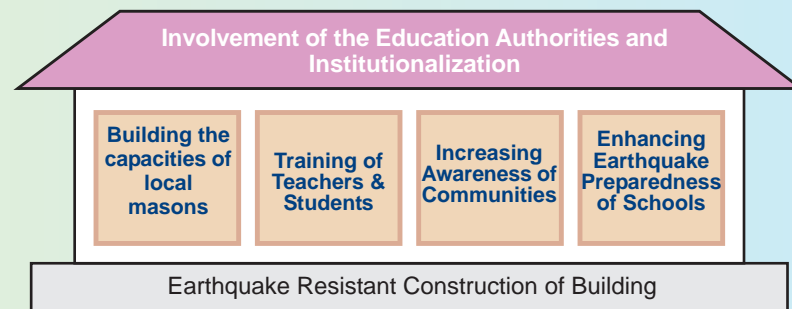 Involvement of the Education Authorities and
Institutionalization
Building the
capacities of
local
masons
Training of
Teachers &
Students
Increasing
Awareness of
Communities
Enhancing
Earthquake
Preparedness
of Schools
Earthquake Resistant Construction of Building